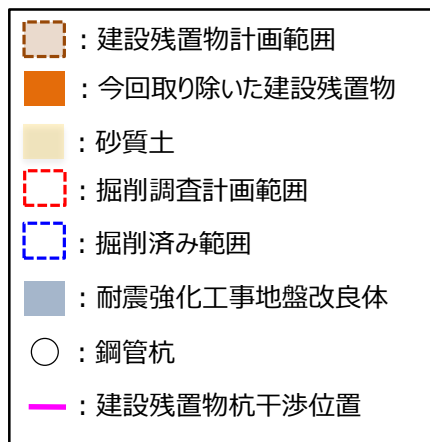 ：建設残置物計画範囲
：今回取り除いた建設残置物
：砂質土
：掘削調査計画範囲
：掘削済み範囲
：耐震強化工事地盤改良体
：鋼管杭
：建設残置物杭干渉位置